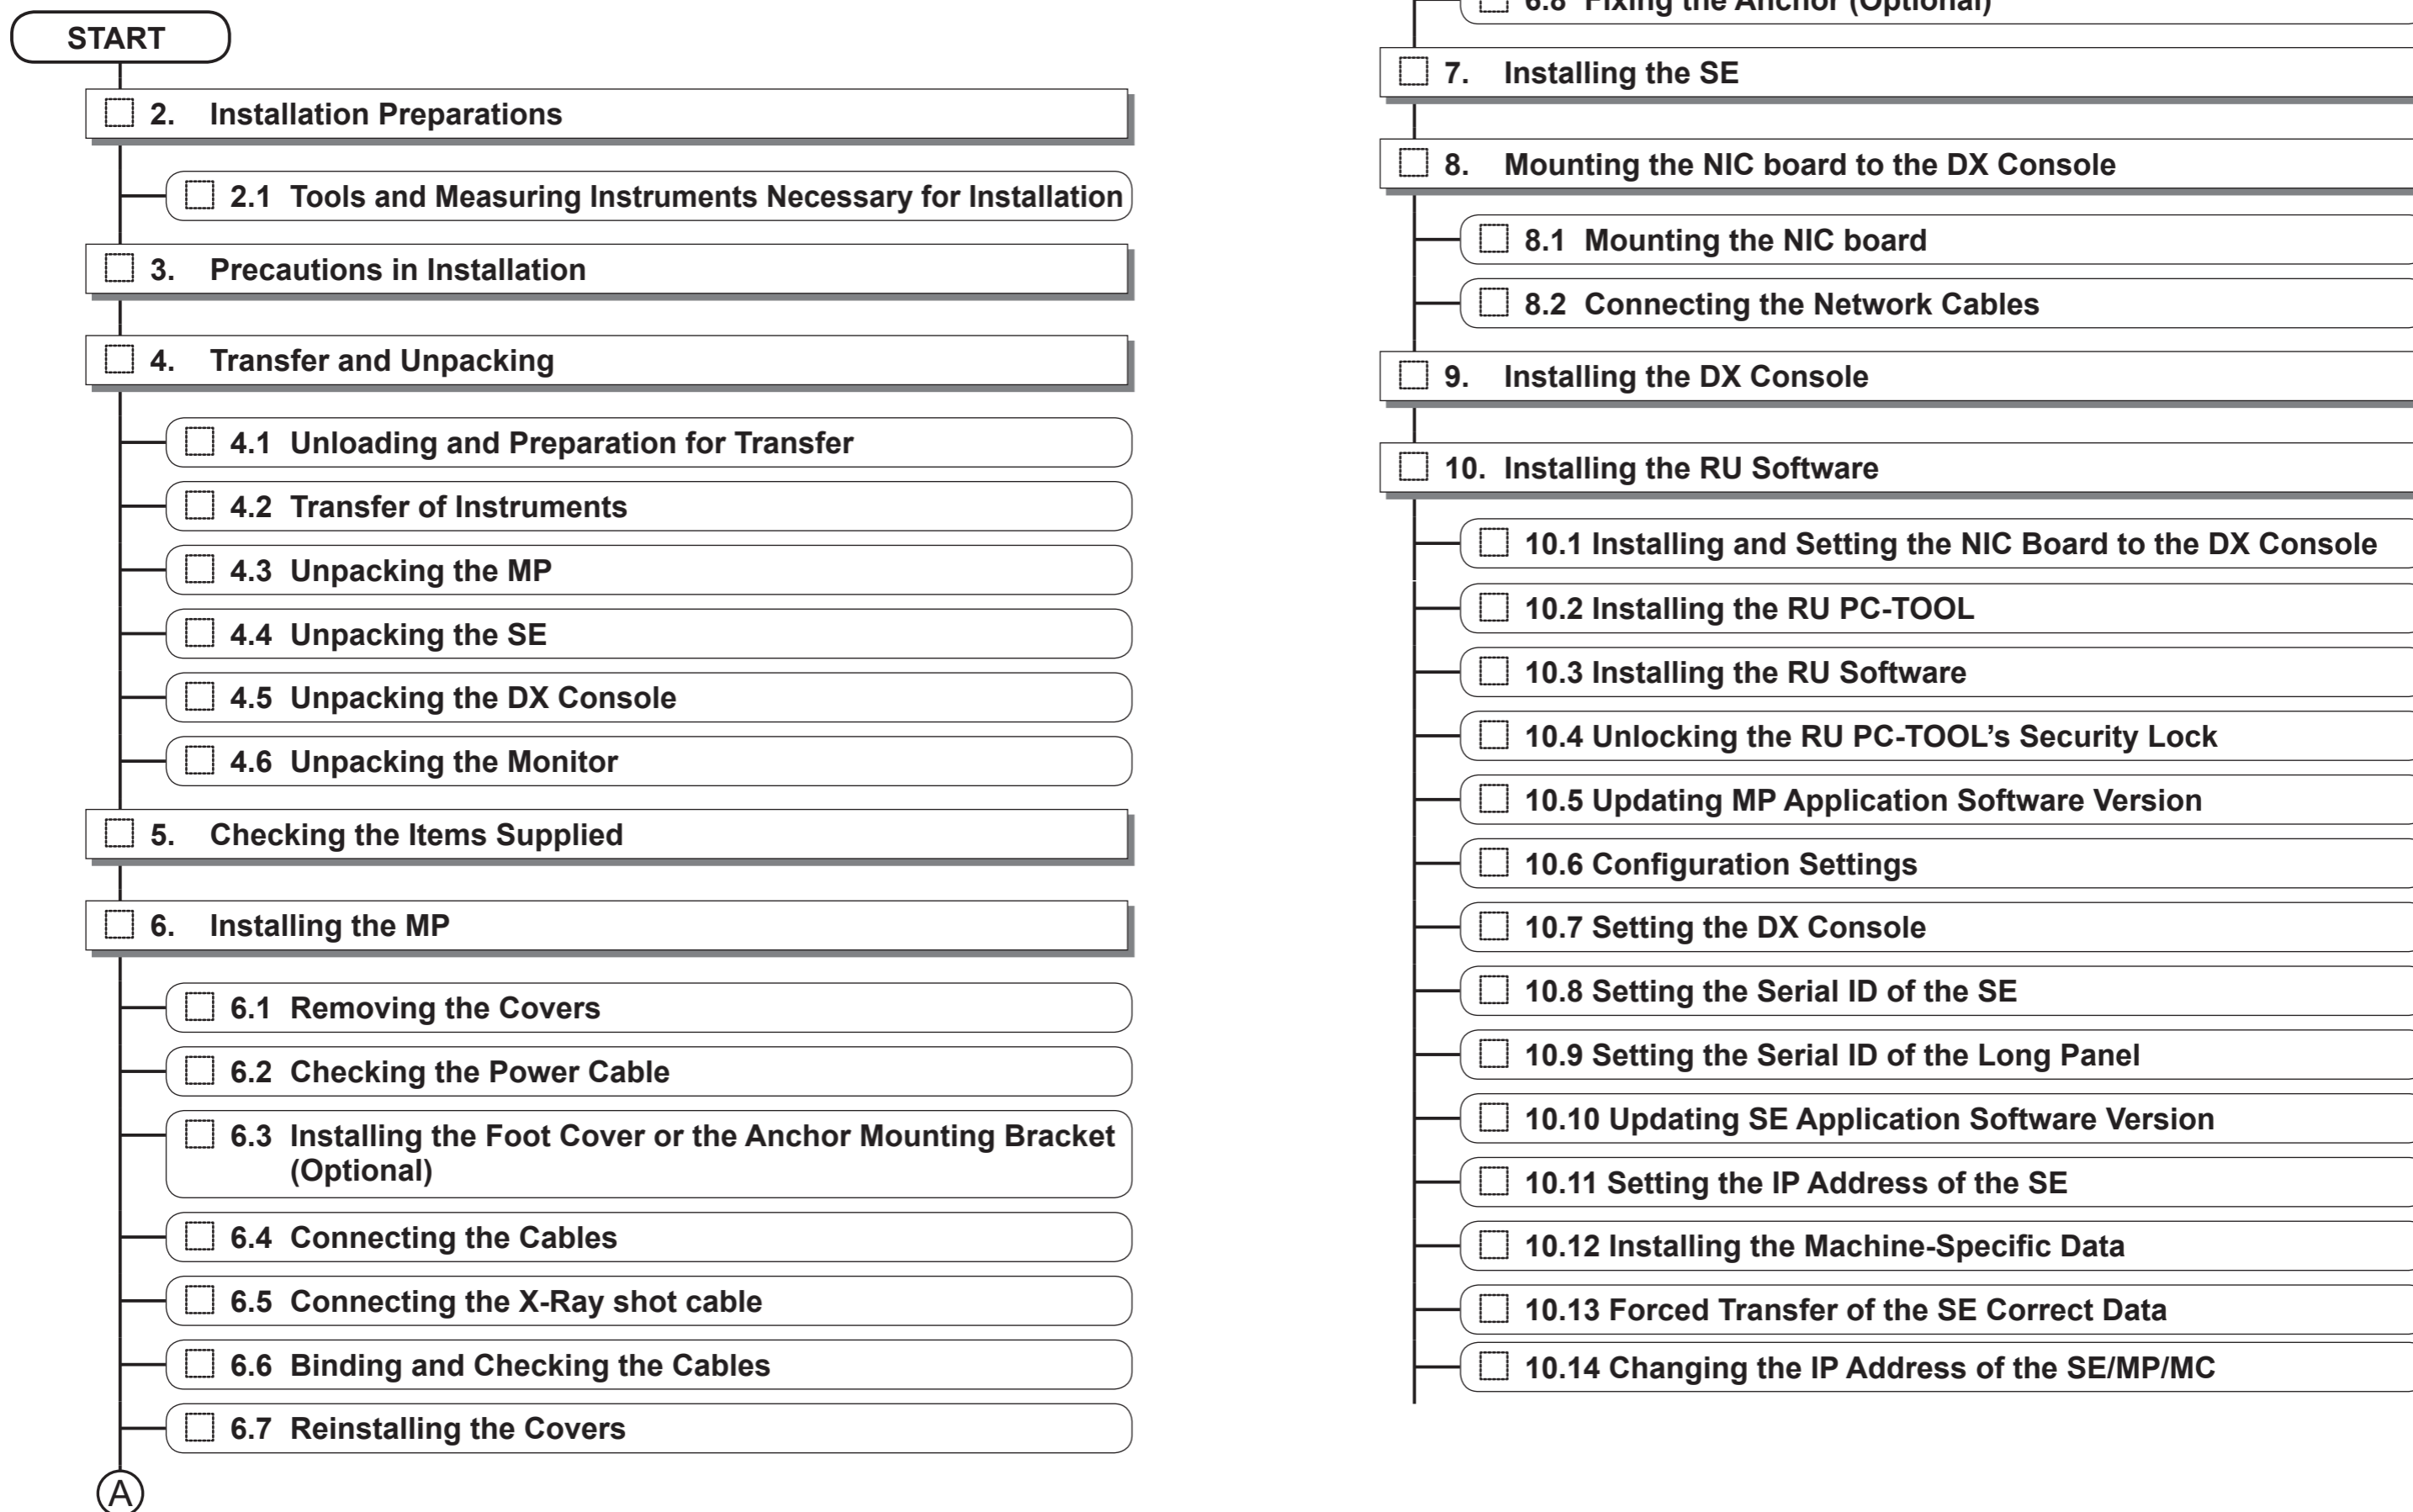 START
2. Installation Preparations
2.1 Tools and Measuring Instruments Necessary for Installation
3. Precautions in Installation
4. Transfer and Unpacking
4.1 Unloading and Preparation for Transfer
4.2 Transfer of Instruments
4.3 Unpacking the MP
4.4 Unpacking the SE
4.5 Unpacking the DX Console
4.6 Unpacking the Monitor
5. Checking the Items Supplied
6. Installing the MP
6.1 Removing the Covers
6.2 Checking the Power Cable
6.3 Installing the Foot Cover or the Anchor Mounting Bracket
(Optional)
6.4 Connecting the Cables
6.5 Connecting the X-Ray shot cable
6.6 Binding and Checking the Cables
6.7 Reinstalling the Covers
A
6.8 Fixing the Anchor (Optional)
7. Installing the SE
8. Mounting the NIC board to the DX Console
8.1 Mounting the NIC board
8.2 Connecting the Network Cables
9. Installing the DX Console
10. Installing the RU Software
10.1 Installing and Setting the NIC Board to the DX Console
10.2 Installing the RU PC-TOOL
10.3 Installing the RU Software
10.4 Unlocking the RU PC-TOOL’s Security Lock
10.5 Updating MP Application Software Version
10.6 Configuration Settings
10.7 Setting the DX Console
10.8 Setting the Serial ID of the SE
10.9 Setting the Serial ID of the Long Panel
10.10 Updating SE Application Software Version
10.11 Setting the IP Address of the SE
10.12 Installing the Machine-Specific Data
10.13 Forced Transfer of the SE Correct Data
10.14 Changing the IP Address of the SE/MP/MC